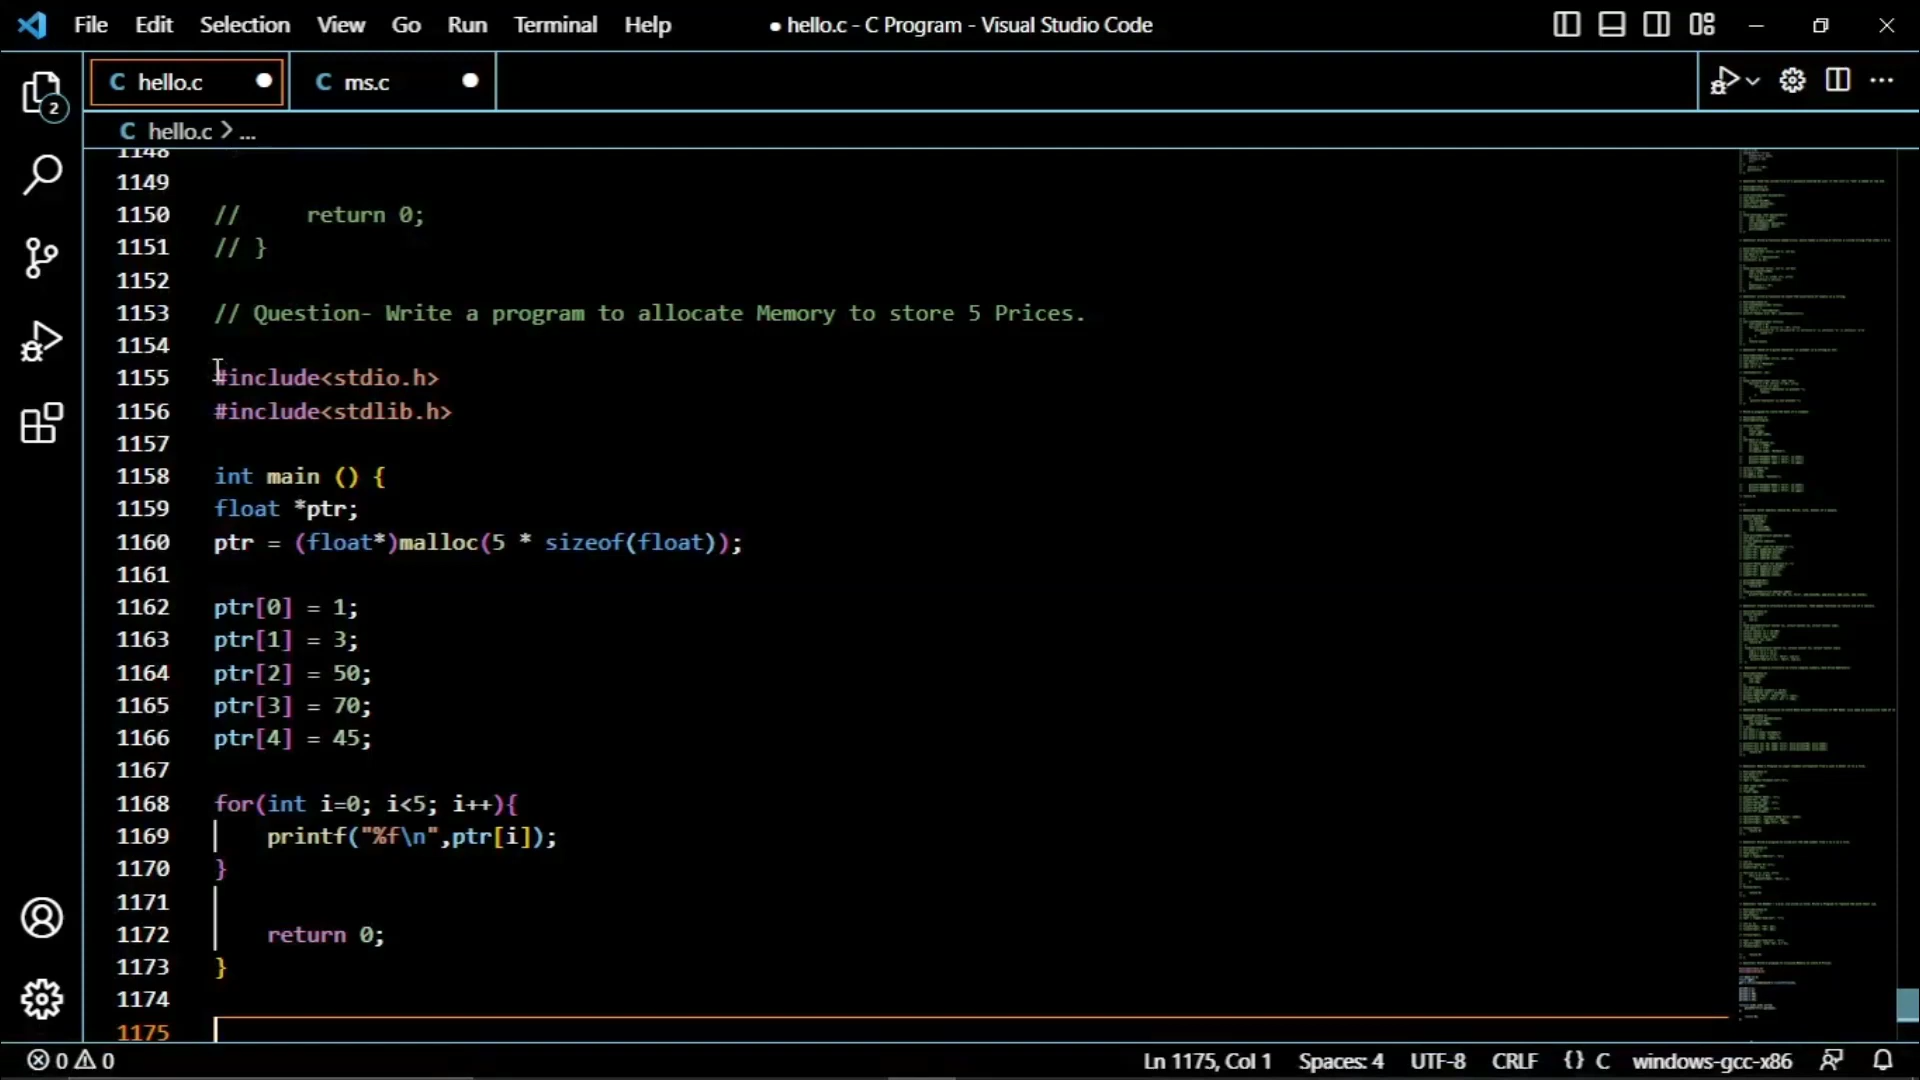 File Edit Selection View Go Run Terminal Help ● hello.c - C Program - Visual Studio Code
C hello.c ● C ms.c ●
2
C hello.c > ...
1148
1149
1150 // return 0;
1151 // }
1152
1153 // Question- Write a program to allocate Memory to store 5 Prices.
1154
1155 #include<stdio.h>
1156 #include<stdlib.h>
1157
1158 int main () {
1159 float *ptr;
1160 ptr = (float*)malloc(5 * sizeof(float));
1161
1162 ptr[0] = 1;
1163 ptr[1] = 3;
1164 ptr[2] = 50;
1165 ptr[3] = 70;
1166 ptr[4] = 45;
1167
1168 for(int i=0; i<5; i++){
1169 printf("%f\n",ptr[i]);
1170 }
1171
1172 return 0;
1173 }
1174
1175
0 0 Ln 1175, Col 1 Spaces: 4 UTF-8 CRLF {} C windows-gcc-x86